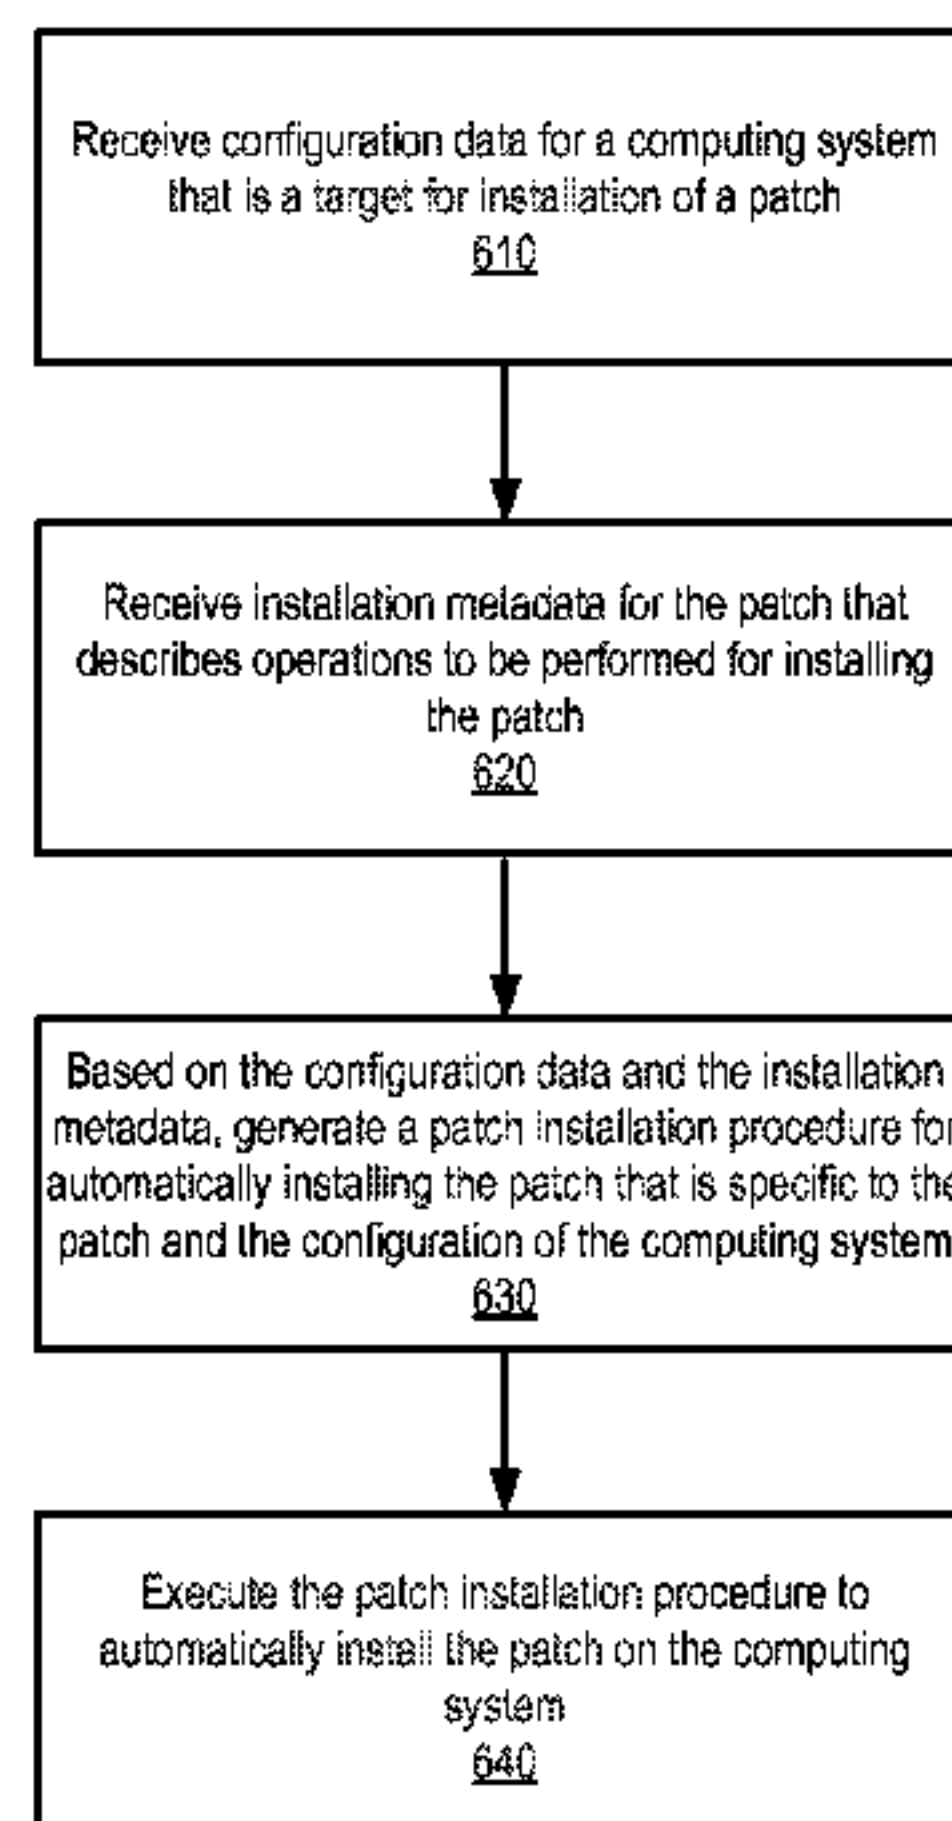 Receive configuration data for a computing system
that is a target for installation of a patch
610
Receive installation metadata for the patch that
describes operations to be performed for installing
the patch
620
Based on the configuration data and the installation
metadata, generate a patch installation procedure for
automatically installing the patch that is specific to the
patch and the configuration of the computing system
630
Execute the patch installation procedure to
automatically install the patch on the computing
system
640